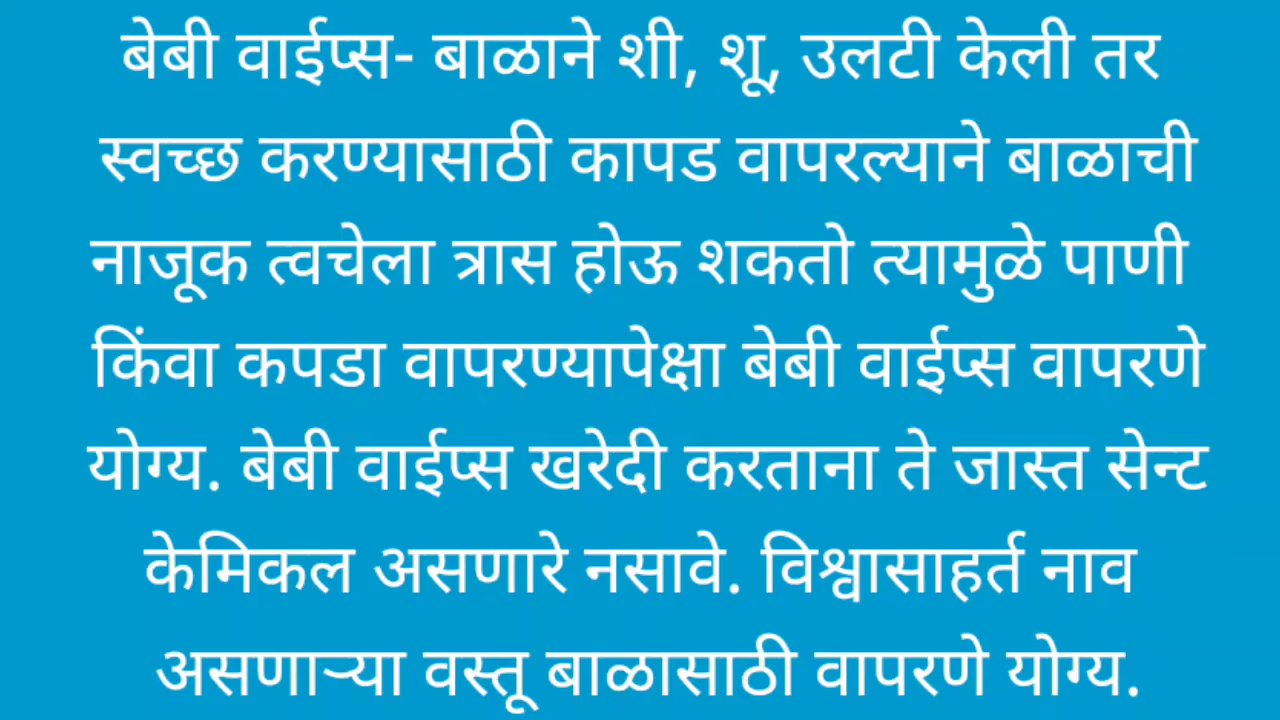 बेबी वाईप्स- बाळाने शी, शू, उलटी केली तर
स्वच्छ करण्यासाठी कापड वापरल्याने बाळाची
नाजूक त्वचेला त्रास होऊ शकतो त्यामुळे पाणी
किंवा कपडा वापरण्यापेक्षा बेबी वाईप्स वापरणे
योग्य. बेबी वाईप्स खरेदी करताना ते जास्त सेन्ट
केमिकल असणारे नसावे. विश्वासाहर्त नाव
असणाऱ्या वस्तू बाळासाठी वापरणे योग्य.